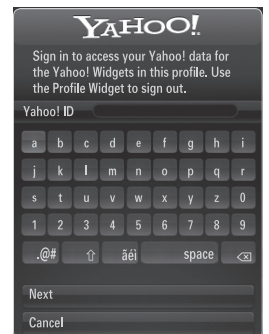 YAHOO!
Sign in to access your Yahoo! data for
the Yahoo! Widgets in this profile. Use
the Profile Widget to sign out.
Yahoo! ID
a b c d e f g h i
j k l m n o p q r
s t u v w x y z 0
1 2 3 4 5 6 7 8 9
.@# ⇧ ãéì space ⌫
Next
Cancel